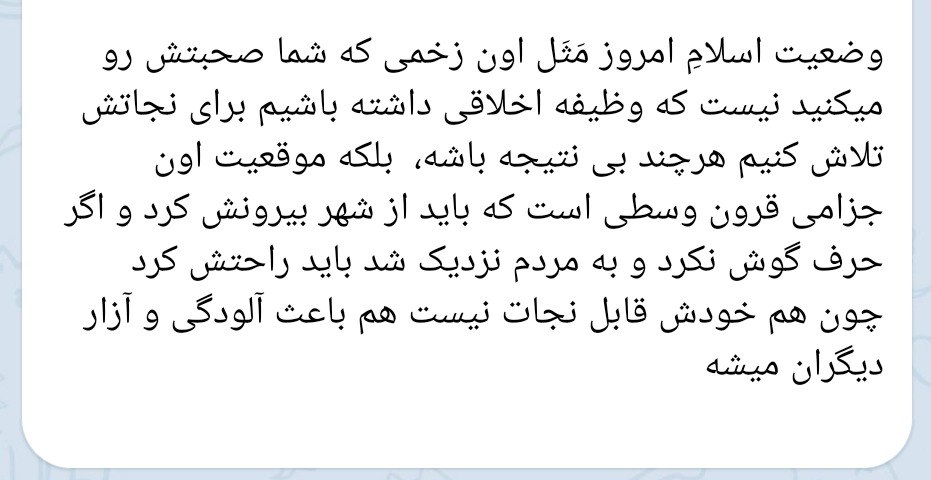 وضعیت اسلامِ امروز مَثَل اون زخمی که شما صحبتش رو
میکنید نیست که وظیفه اخلاقی داشته باشیم برای نجاتش
تلاش کنیم هرچند بی نتیجه باشه،  بلکه موقعیت اون
جزامی قرون وسطی است که باید از شهر بیرونش کرد و اگر
حرف گوش نکرد و به مردم نزدیک شد باید راحتش کرد
چون هم خودش قابل نجات نیست هم باعث آلودگی و آزار
دیگران میشه